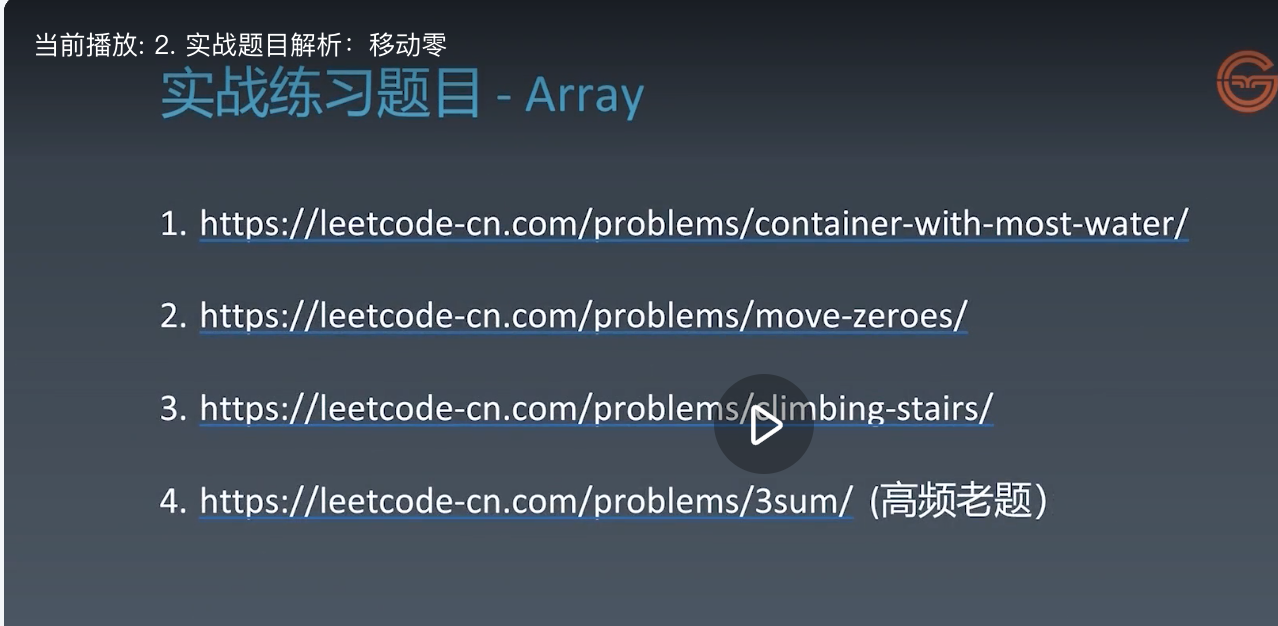 当前播放: 2. 实战题目解析：移动零
实战练习题目 - Array
1. https://leetcode-cn.com/problems/container-with-most-water/
2. https://leetcode-cn.com/problems/move-zeroes/
3. https://leetcode-cn.com/problems/climbing-stairs/
4. https://leetcode-cn.com/problems/3sum/ (高频老题)